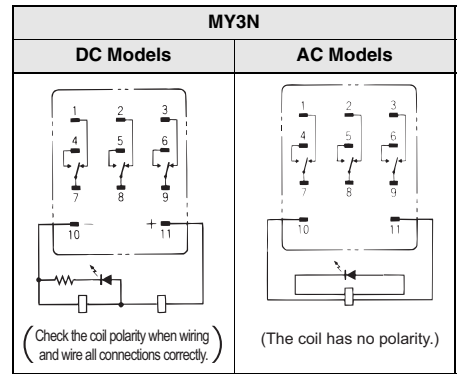 MY3N
DC Models
AC Models
1 2 3
4 5 6
7 8 9
10 − + 11
(Check the coil polarity when wiring
and wire all connections correctly.)
1 2 3
4 5 6
7 8 9
10 11
(The coil has no polarity.)